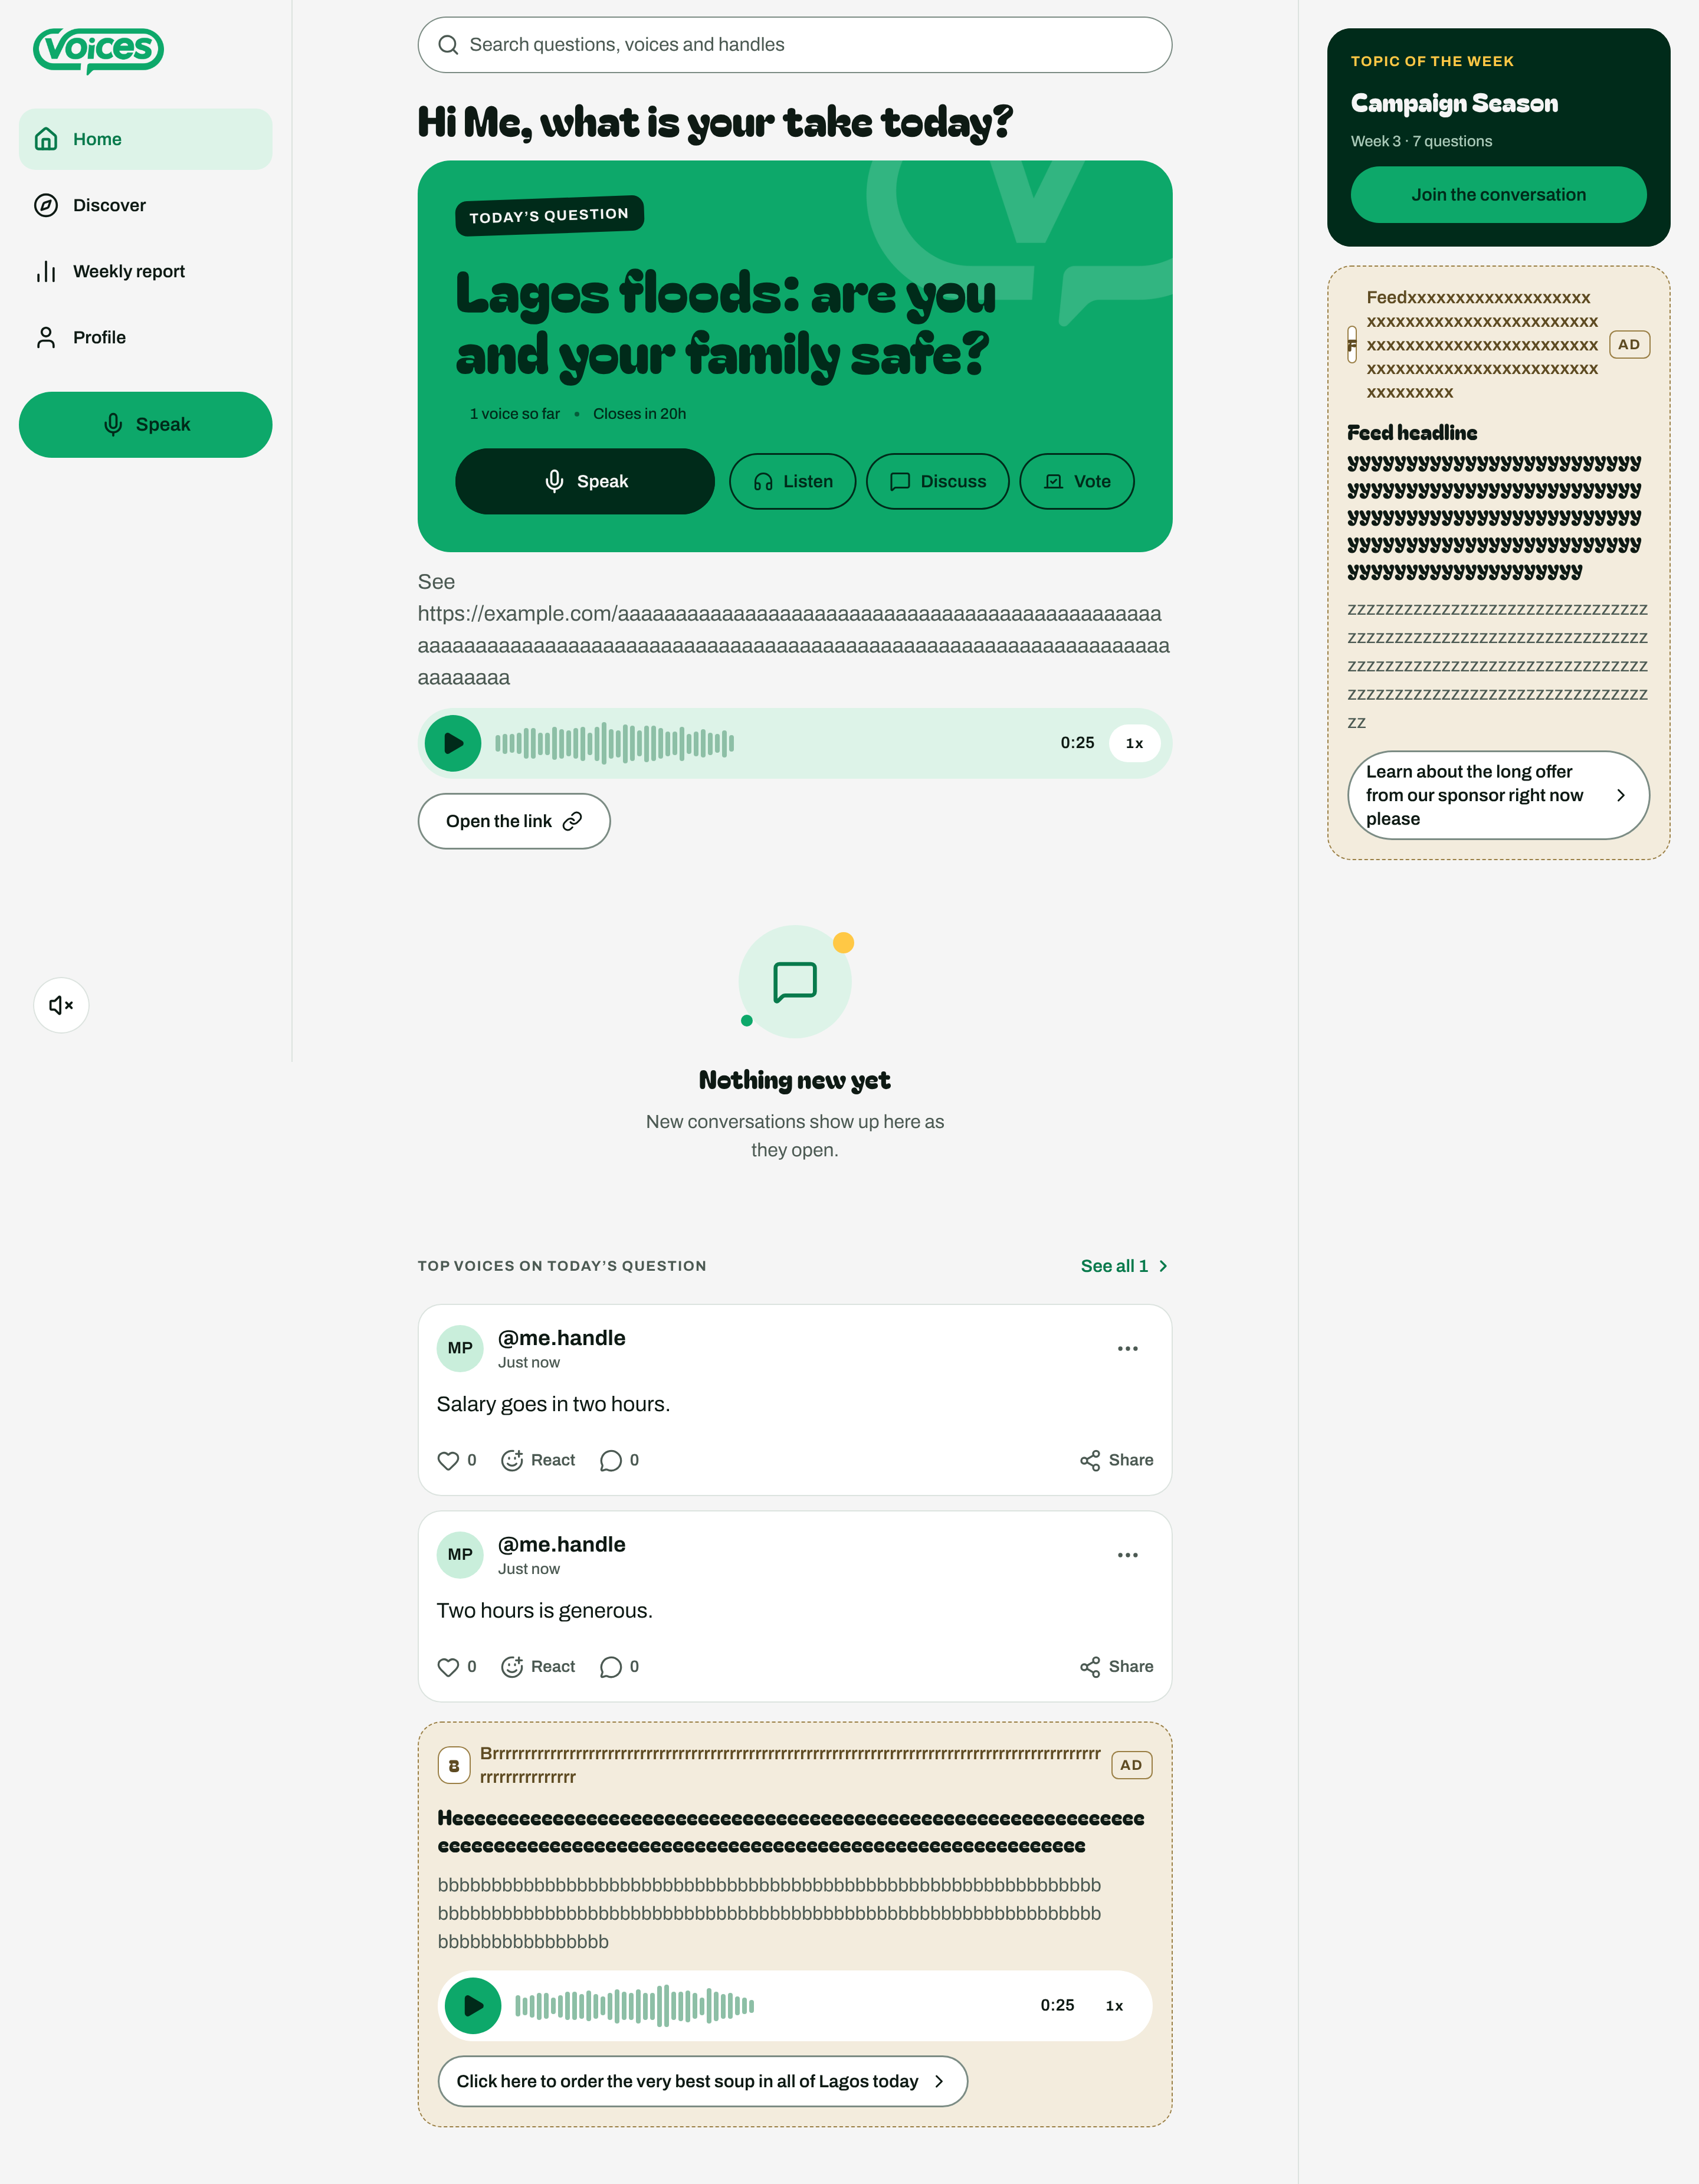 Voices
Home
Discover
Weekly report
Profile
Speak
Search questions, voices and handles
Hi Me, what is your take today?
TODAY’S QUESTION
Lagos floods: are you
and your family safe?
1 voice so far • Closes in 20h
Speak
Listen
Discuss
Vote
See
0:25
1x
Open the link
Nothing new yet
New conversations show up here as
they open.
TOP VOICES ON TODAY’S QUESTION
See all 1
MP
@me.handle
Just now
Salary goes in two hours.
0
React
0
Share
MP
@me.handle
Just now
Two hours is generous.
0
React
0
Share
B
AD
0:25
1x
Click here to order the very best soup in all of Lagos today
TOPIC OF THE WEEK
Campaign Season
Week 3 · 7 questions
Join the conversation
F
AD
Feed headline
zz
Learn about the long offer
from our sponsor right now
please